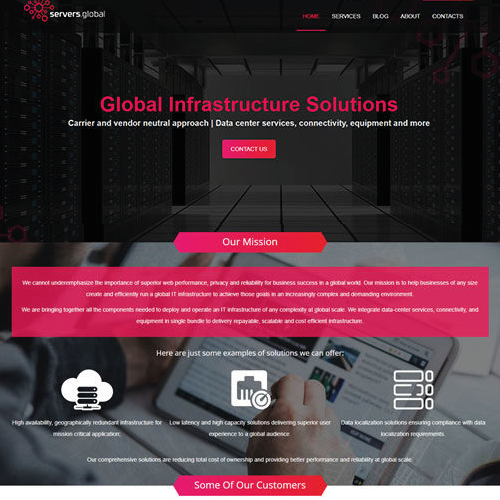 servers.global
HOME SERVICES BLOG ABOUT CONTACTS
Global Infrastructure Solutions
Carrier and vendor neutral approach | Data center services, connectivity, equipment and more
CONTACT US
Our Mission
We cannot underemphasize the importance of superior web performance, privacy and reliability for business success in a global world. Our mission is to help businesses of any size
create and efficiently run a global IT infrastructure to achieve those goals in an increasingly complex and demanding environment.
We are bringing together all the components needed to deploy and operate an IT infrastructure of any complexity at global scale. We integrate data-center services, connectivity, and
equipment in single bundle to delivery repayable, scalable and cost efficient infrastructure.
Here are just some examples of solutions we can offer:
High availability, geographically redundant infrastructure for
mission critical application;
Low latency and high capacity solutions delivering superior user
experience to a global audience.
Data localization solutions ensuring compliance with data
localization requirements.
Our comprehensive solutions are reducing total cost of ownership and providing better performance and reliability at global scale.
Some Of Our Customers